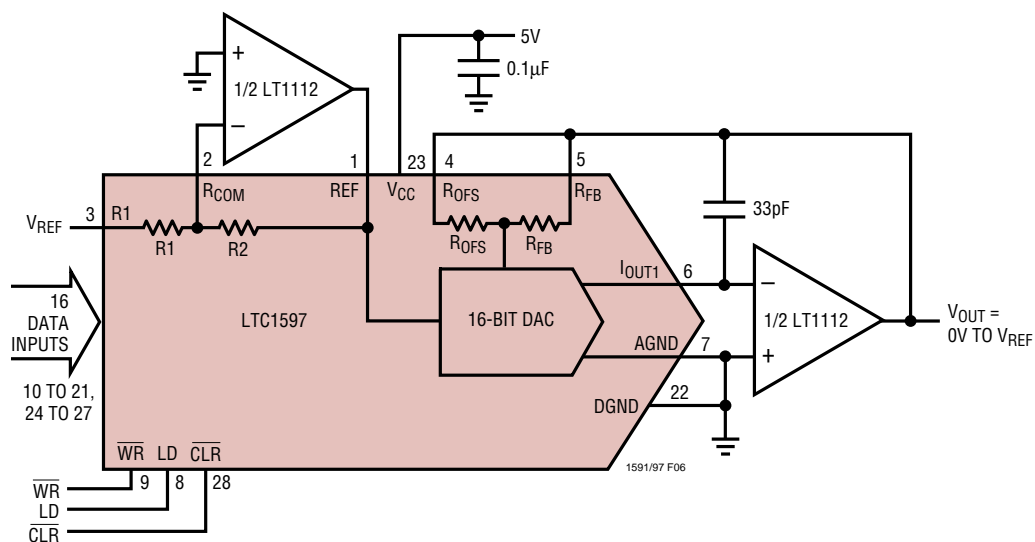 5V
0.1µF
+
1/2 LT1112
–
2
1
23
4
5
RCOM
REF
VCC
ROFS
RFB
VREF
3
R1
R1
R2
ROFS
RFB
33pF
16
DATA
INPUTS
LTC1597
16-BIT DAC
IOUT1
6
–
1/2 LT1112
+
VOUT =
0V TO VREF
AGND
7
10 TO 21,
24 TO 27
DGND
22
WR
LD
CLR
1591/97 F06
WR
9
8
28
LD
CLR